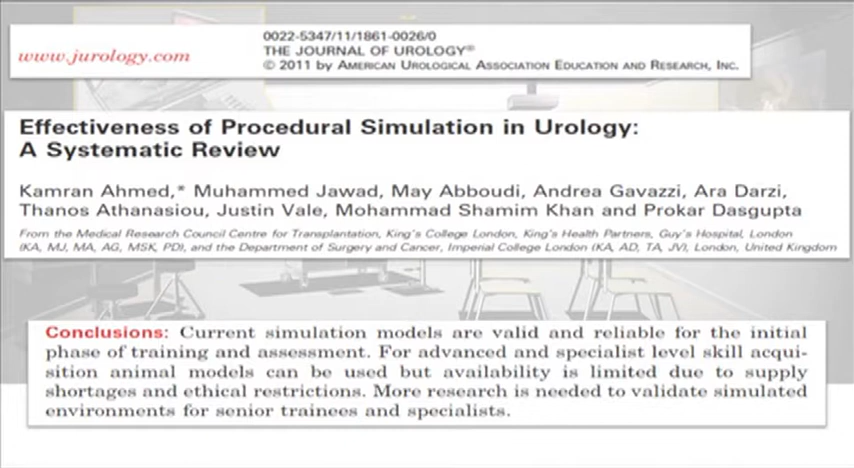 www.jurology.com
0022-5347/11/1861-0026/0
THE JOURNAL OF UROLOGY®
© 2011 by AMERICAN UROLOGICAL ASSOCIATION EDUCATION AND RESEARCH, INC.
Effectiveness of Procedural Simulation in Urology:
A Systematic Review
Kamran Ahmed,* Muhammed Jawad, May Abboudi, Andrea Gavazzi, Ara Darzi,
Thanos Athanasiou, Justin Vale, Mohammad Shamim Khan and Prokar Dasgupta
From the Medical Research Council Centre for Transplantation, King's College London, King's Health Partners, Guy's Hospital, London
(KA, MJ, MA, AG, MSK, PD), and the Department of Surgery and Cancer, Imperial College London (KA, AD, TA, JV), London, United Kingdom
Conclusions: Current simulation models are valid and reliable for the initial
phase of training and assessment. For advanced and specialist level skill acqui-
sition animal models can be used but availability is limited due to supply
shortages and ethical restrictions. More research is needed to validate simulated
environments for senior trainees and specialists.